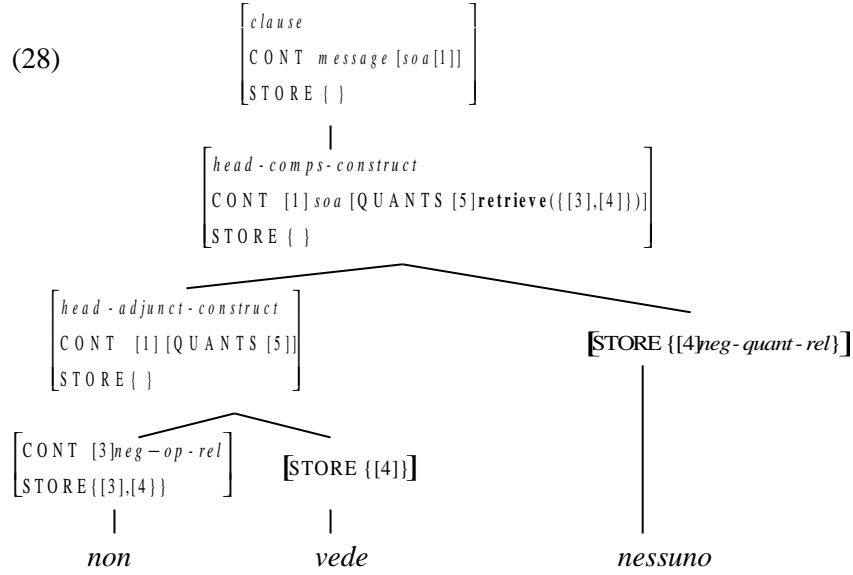 (28)
clause
CONT message [soa[1]]
STORE { }
head-comps-construct
CONT [1] soa [QUANTS [5]retrieve({[3],[4]})]
STORE { }
head-adjunct-construct
CONT [1] [QUANTS [5]]
STORE{ }
[STORE {[4]neg-quant-rel}]
CONT [3]neg–op-rel
STORE{[3],[4}}
[STORE {[4]}]
non vede nessuno